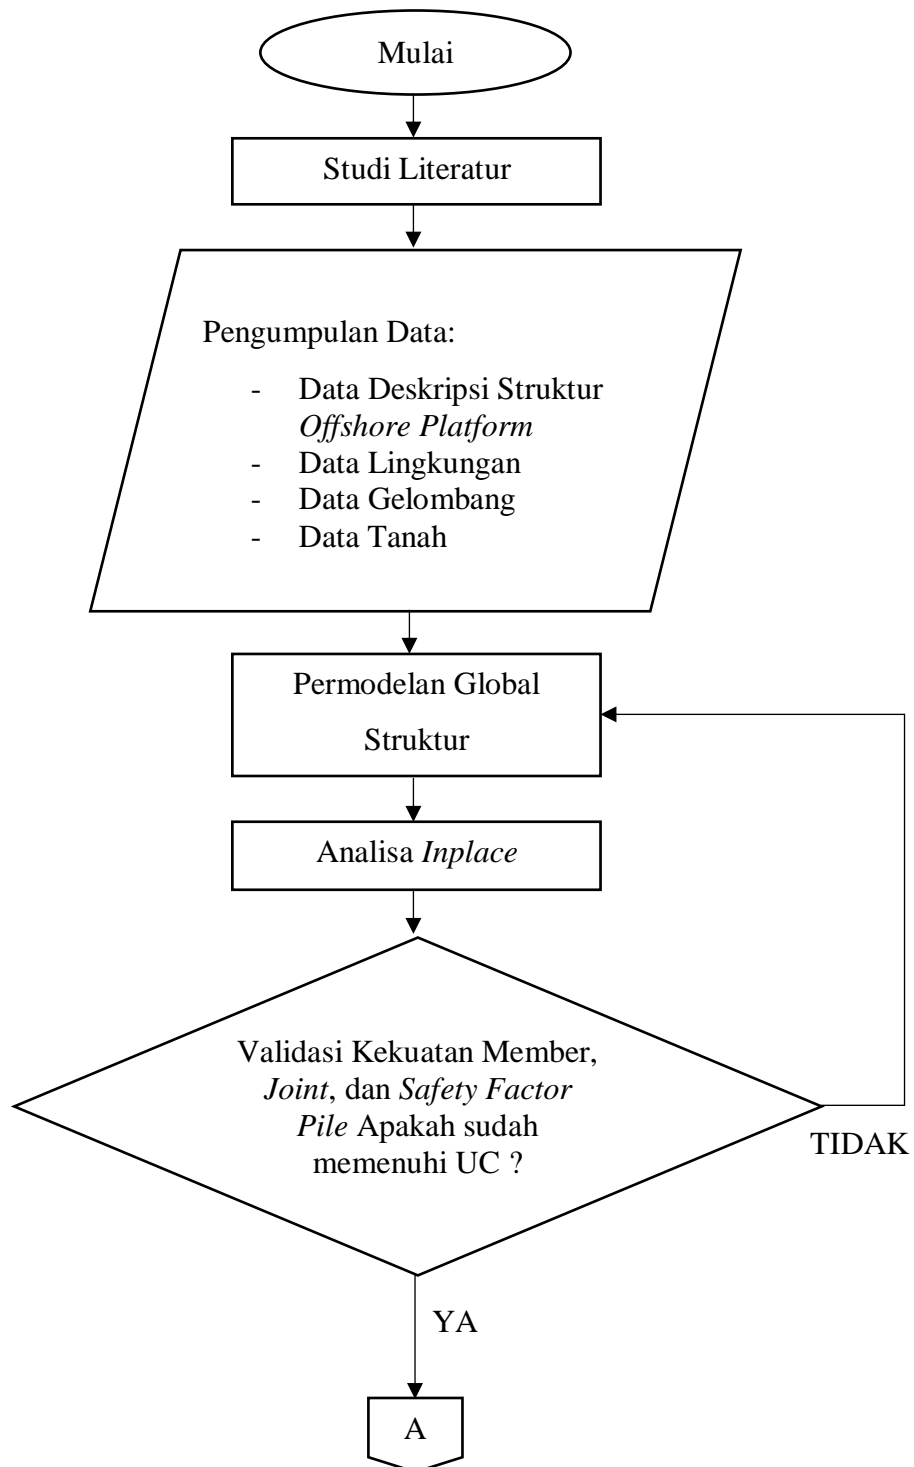 Mulai
Studi Literatur
Pengumpulan Data:
- Data Deskripsi Struktur
Offshore Platform
- Data Lingkungan
- Data Gelombang
- Data Tanah
Permodelan Global
Struktur
Analisa Inplace
Validasi Kekuatan Member,
Joint, dan Safety Factor
Pile Apakah sudah
memenuhi UC ?
TIDAK
YA
A